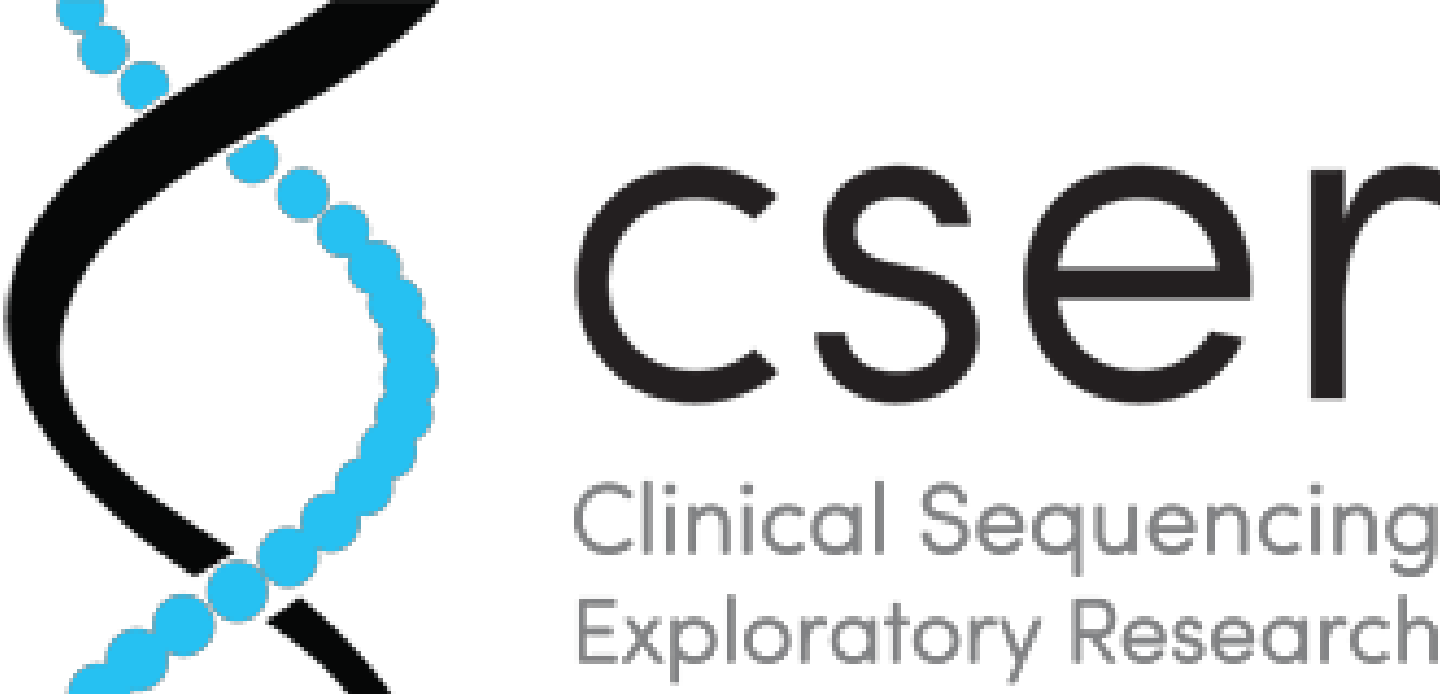 cser
Clinical Sequencing
Exploratory Research